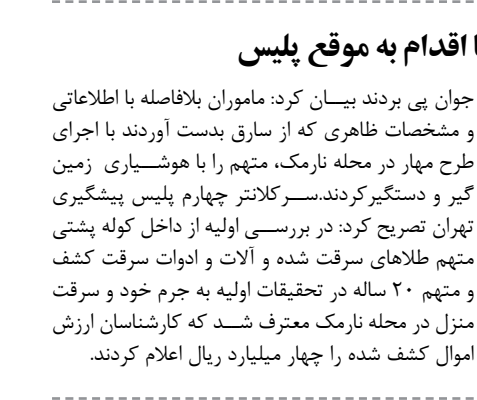 اقدام به موقع پلیس
جوان پی بردند بیــان کرد: ماموران بلافاصله با اطلاعاتی
و مشخصات ظاهری که از سارق بدست آوردند با اجرای
طرح مهار در محله نارمک، متهم را با هوشــیاری زمین
گیر و دستگیرکردند.ســرکلانتر چهارم پلیس پیشگیری
تهران تصریح کرد: در بررســی اولیه از داخل کوله پشتی
متهم طلاهای سرقت شده و آلات و ادوات سرقت کشف
و متهم ۲۰ ساله در تحقیقات اولیه به جرم خود و سرقت
منزل در محله نارمک معترف شــد که کارشناسان ارزش
اموال کشف شده را چهار میلیارد ریال اعلام کردند.